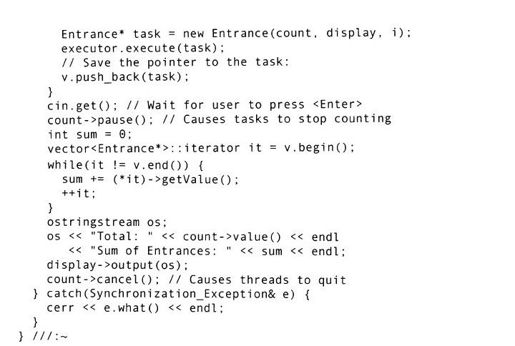 Entrance* task = new Entrance(count, display, i);
executor.execute(task);
// Save the pointer to the task:
v.push_back(task);
}
cin.get(); // Wait for user to press <Enter>
count->pause(); // Causes tasks to stop counting
int sum = 0;
vector<Entrance*>::iterator it = v.begin();
while(it != v.end()) {
sum += (*it)->getValue();
++it;
}
ostringstream os;
os << "Total: " << count->value() << endl
<< "Sum of Entrances: " << sum << endl;
display->output(os);
count->cancel(); // Causes threads to quit
} catch(Synchronization_Exception& e) {
cerr << e.what() << endl;
}
} ///:~